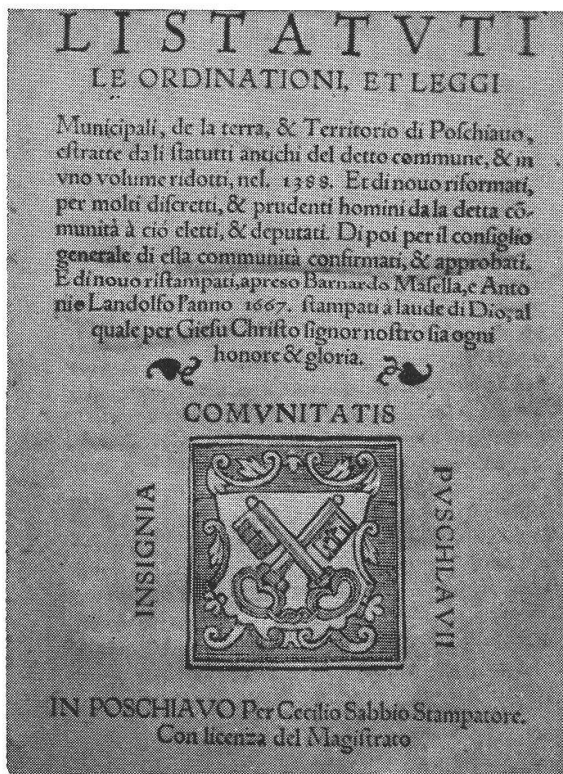 LI STATVTI
LE ORDINATIONI, ET LEGGI
Municipali, de la terra, & Territorio di Poſchiauo,
eſtratte da li ſtatutti antichi del detto commune, & in
vno volume ridotti, nel. 1388. Et di nouo riformati,
per molti diſcretti, & prudenti homini da la detta cõ-
munità à ciò eletti, & deputati. Di poi per il conſiglio
generale di eſſa communità confirmati, & approbati.
E di nouo riſtampati, apreso Barnardo Maſella, e Anto
nio Landolfo l'anno 1667. ſtampati à laude di Dio, al
quale per Gieſu Chriſto ſignor noſtro ſia ogni
honore & gloria.
COMVNITATIS
INSIGNIA
PVSCHLAVII
IN POSCHIAVO Per Cecilio Sabbio Stampatore.
Con licenza del Magiſtrato